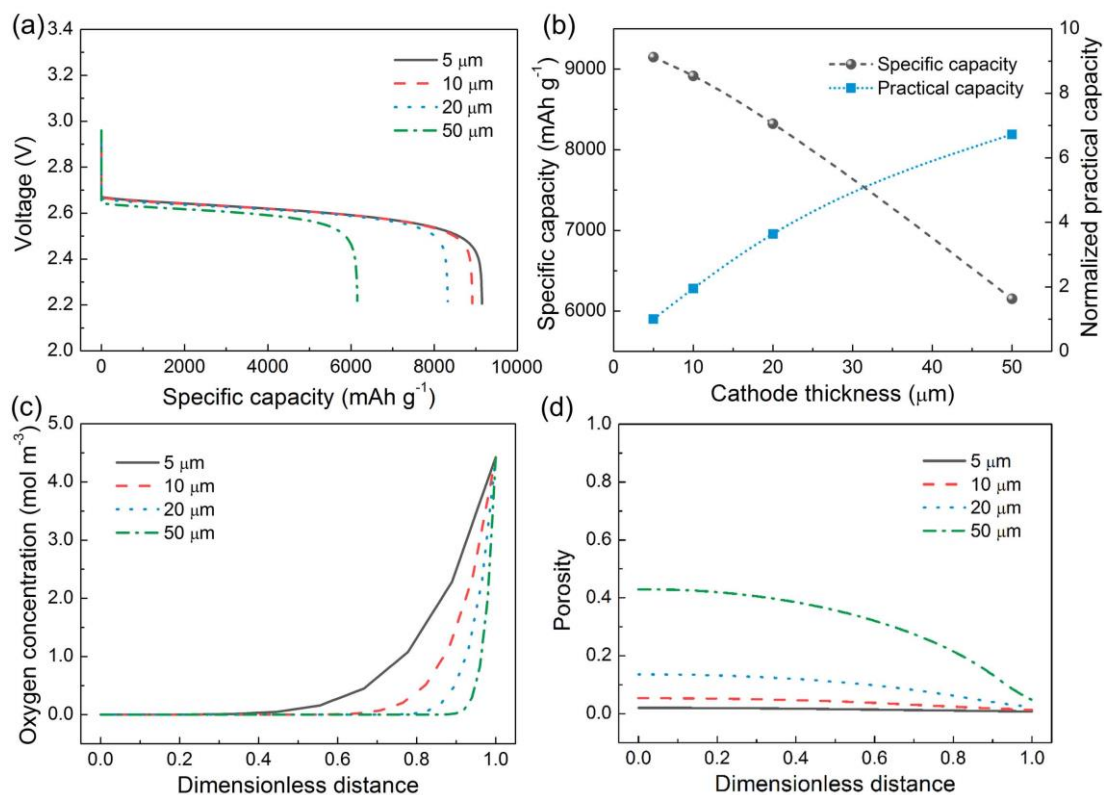 (a)
3.4
3.2
3.0
2.8
2.6
2.4
2.2
2.0
Voltage (V)
5 μm
10 μm
20 μm
50 μm
0
2000
4000
6000
8000
10000
Specific capacity (mAh g⁻¹)
(b)
9000
8000
7000
6000
Specific capacity (mAh g⁻¹)
Specific capacity
Practical capacity
10
9
8
7
6
5
4
3
2
1
0
Normalized practical capacity
0
10
20
30
40
50
Cathode thickness (μm)
(c)
5.0
4.0
3.0
2.0
1.0
0.0
Oxygen concentration (mol m⁻³)
5 μm
10 μm
20 μm
50 μm
0.0
0.2
0.4
0.6
0.8
1.0
Dimensionless distance
(d)
1.0
0.8
0.6
0.4
0.2
0.0
Porosity
5 μm
10 μm
20 μm
50 μm
0.0
0.2
0.4
0.6
0.8
1.0
Dimensionless distance